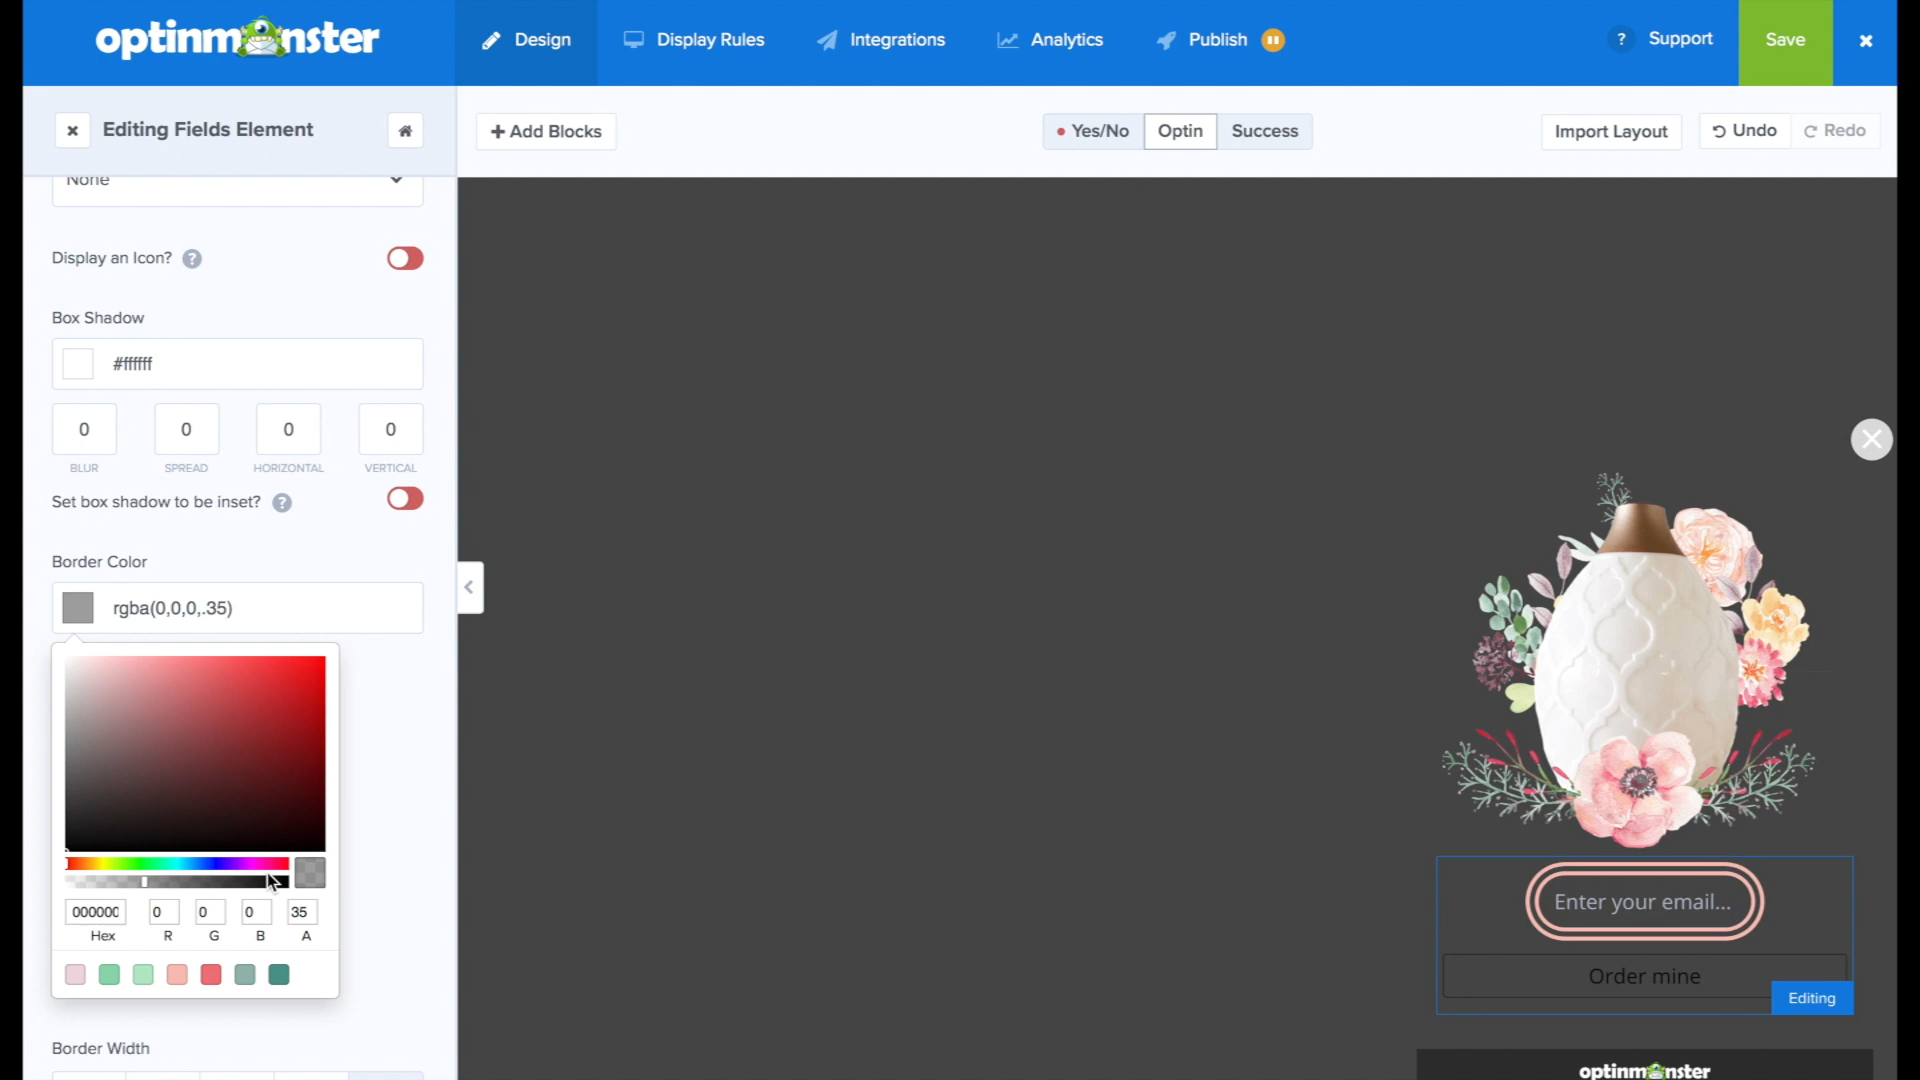 optinmonster
Design
Display Rules
Integrations
Analytics
Publish
? Support
Save
Editing Fields Element
+ Add Blocks
Yes/No
Optin
Success
Import Layout
Undo
Redo
None
Display an Icon? ?
Box Shadow
#ffffff
0 0 0 0
BLUR SPREAD HORIZONTAL VERTICAL
Set box shadow to be inset? ?
Border Color
rgba(0,0,0,.35)
000000 0 0 0 35
Hex R G B A
Border Width
Enter your email...
Order mine
Editing
optinmonster